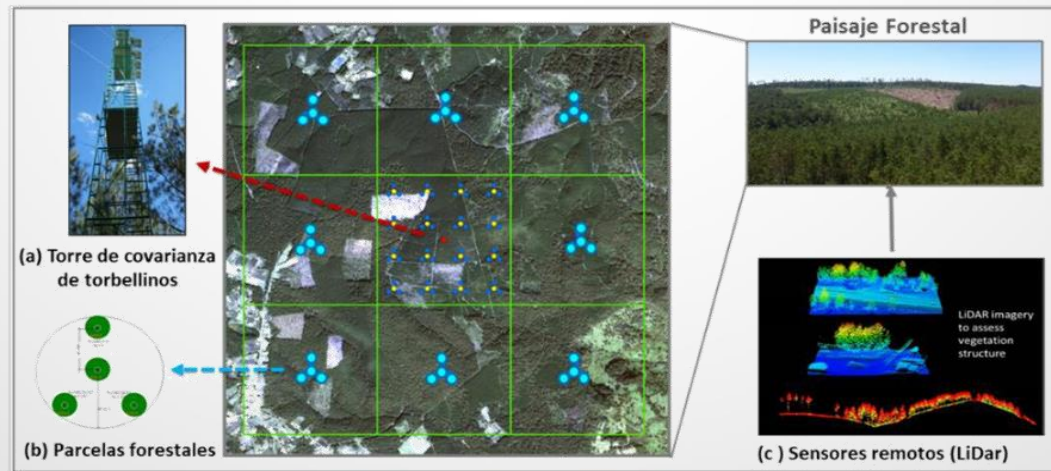 Paisaje Forestal
(a) Torre de covarianza
de torbellinos
(b) Parcelas forestales
LiDAR imagery
to assess
vegetation
structure
(c ) Sensores remotos (LiDar)